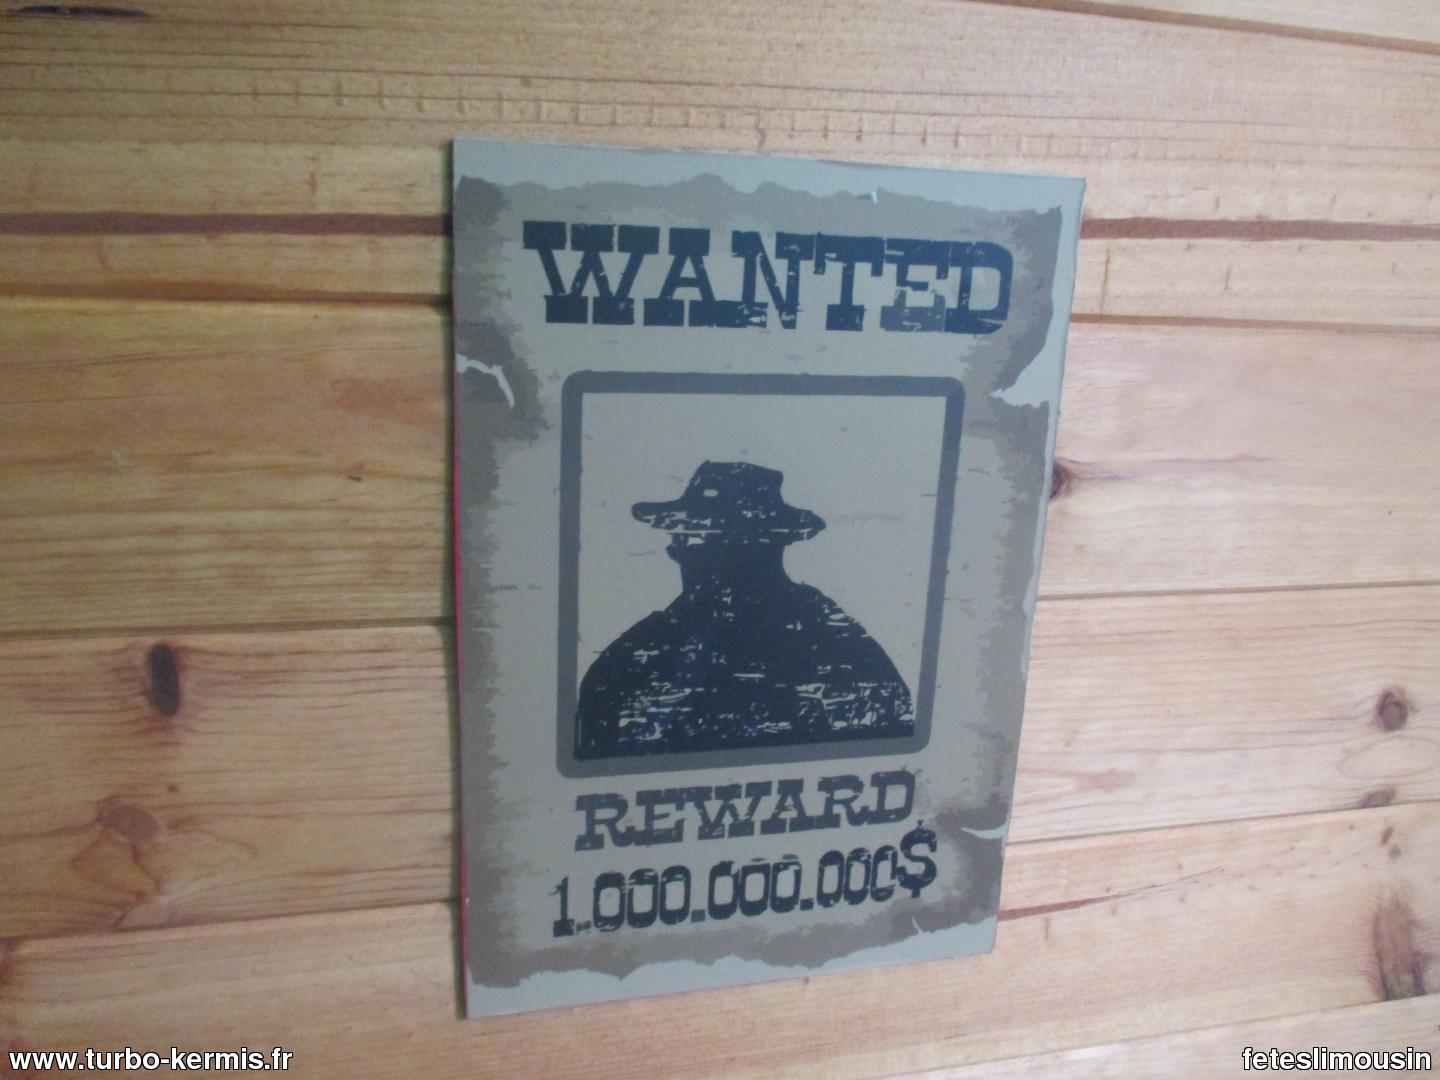 WANTED
REWARD
1.000.000.000$
www.turbo-kermis.fr
feteslimousin